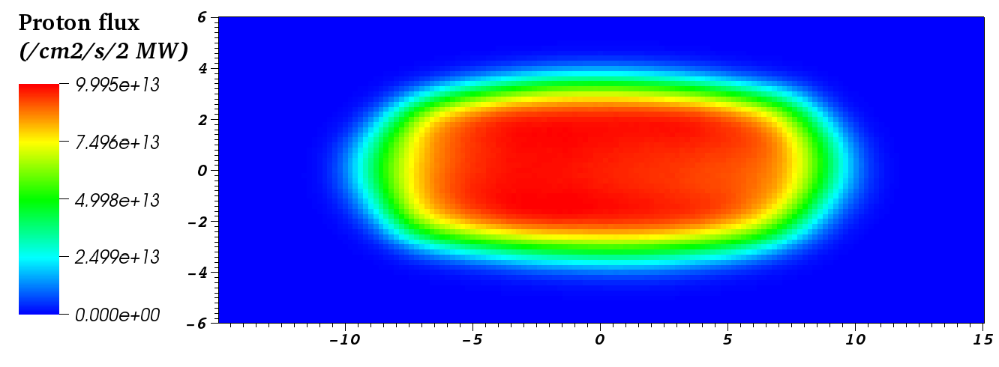 Proton flux
(/cm2/s/2 MW)
9.995e+13
7.496e+13
4.998e+13
2.499e+13
0.000e+00
6
4
2
0
-2
-4
-6
-10
-5
0
5
10
15